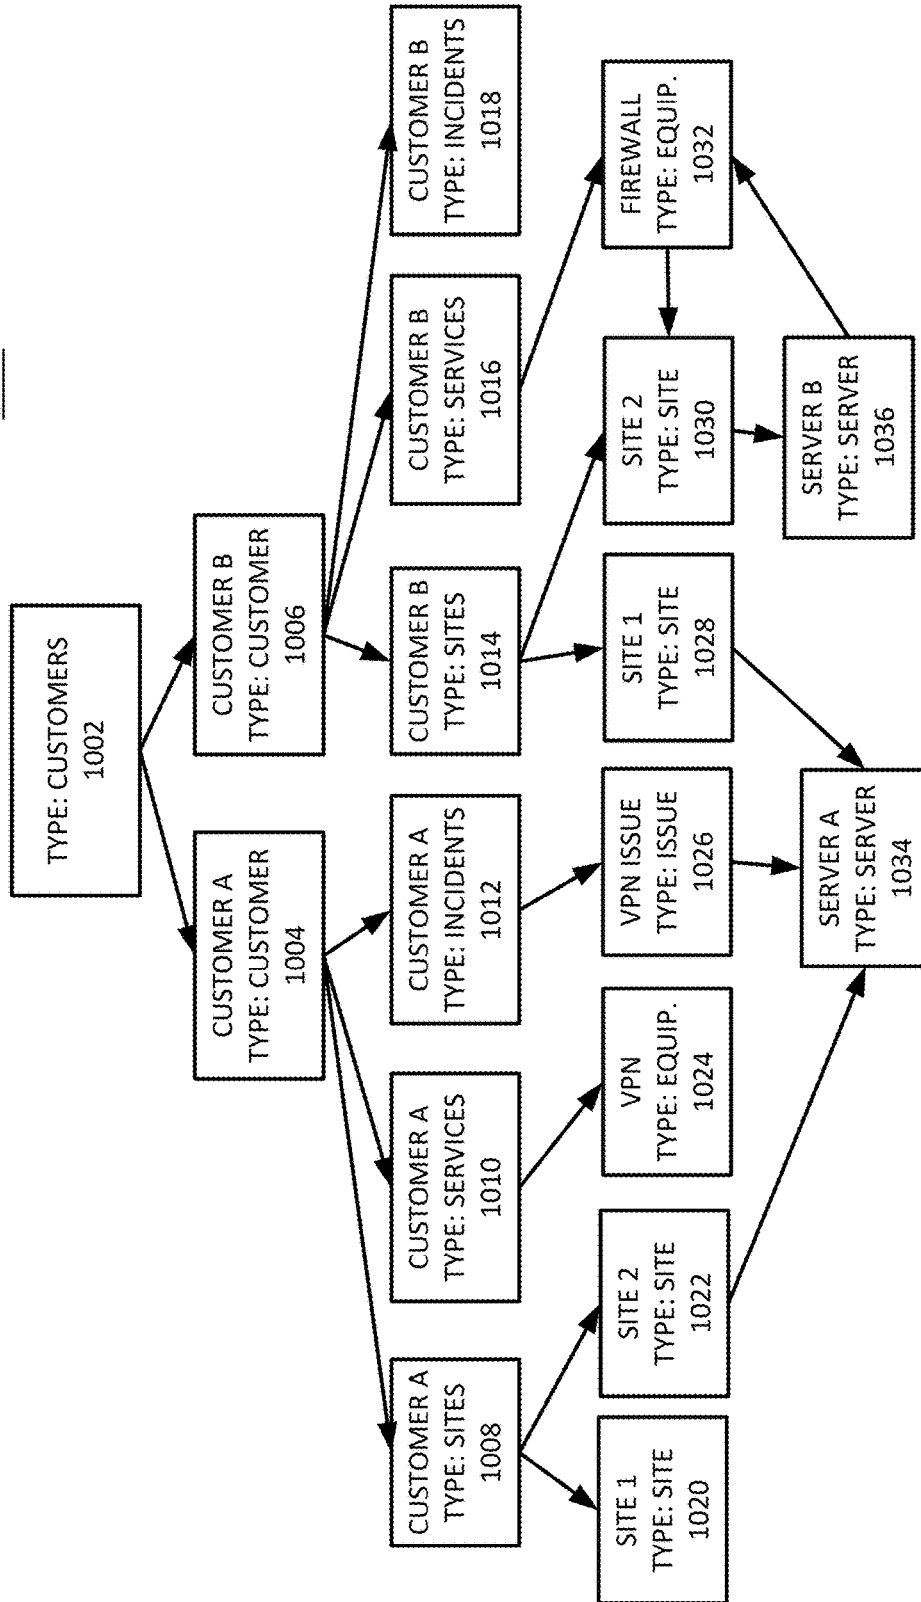 TYPE: CUSTOMERS
1002
CUSTOMER A
TYPE: CUSTOMER
1004
CUSTOMER B
TYPE: CUSTOMER
1006
CUSTOMER A
TYPE: SITES
1008
CUSTOMER A
TYPE: SERVICES
1010
CUSTOMER A
TYPE: INCIDENTS
1012
CUSTOMER B
TYPE: SITES
1014
CUSTOMER B
TYPE: SERVICES
1016
CUSTOMER B
TYPE: INCIDENTS
1018
SITE 1
TYPE: SITE
1020
SITE 2
TYPE: SITE
1022
VPN
TYPE: EQUIP.
1024
VPN ISSUE
TYPE: ISSUE
1026
SITE 1
TYPE: SITE
1028
SITE 2
TYPE: SITE
1030
FIREWALL
TYPE: EQUIP.
1032
SERVER A
TYPE: SERVER
1034
SERVER B
TYPE: SERVER
1036